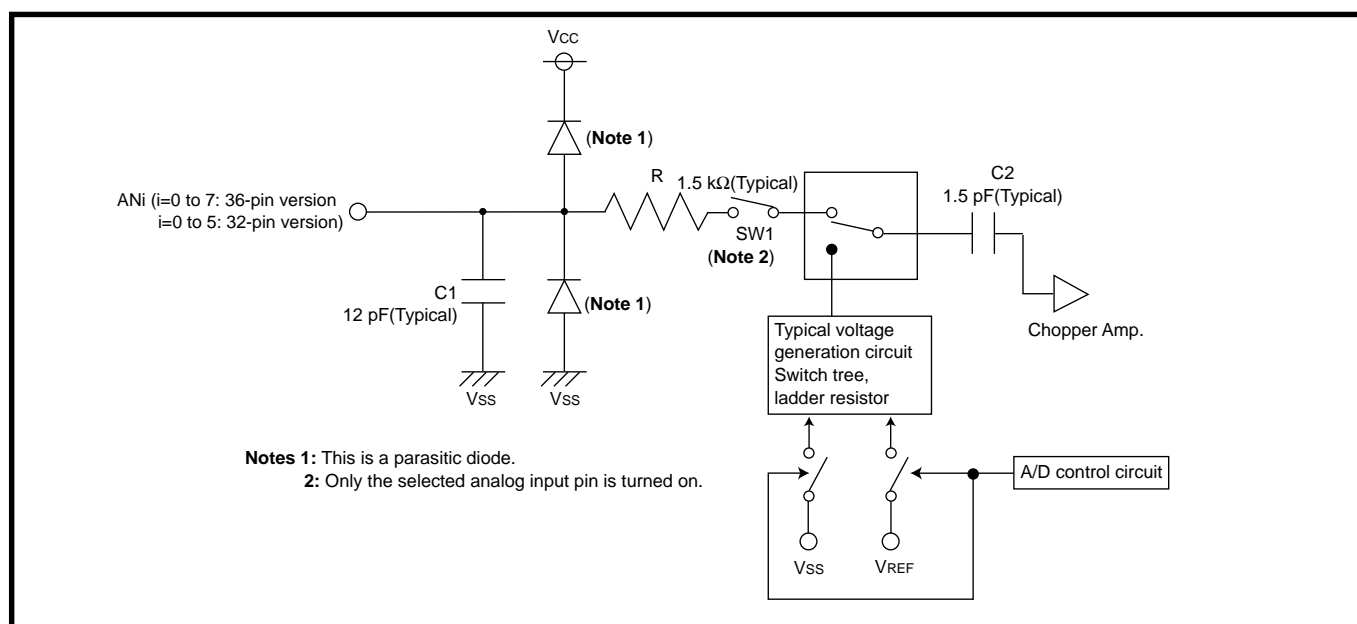 VCC
(Note 1)
R
1.5 kΩ(Typical)
C2
1.5 pF(Typical)
ANi (i=0 to 7: 36-pin version
i=0 to 5: 32-pin version)
SW1
(Note 2)
C1
12 pF(Typical)
(Note 1)
Chopper Amp.
Typical voltage
generation circuit
Switch tree,
ladder resistor
VSS
VSS
Notes 1: This is a parasitic diode.
2: Only the selected analog input pin is turned on.
A/D control circuit
VSS
VREF